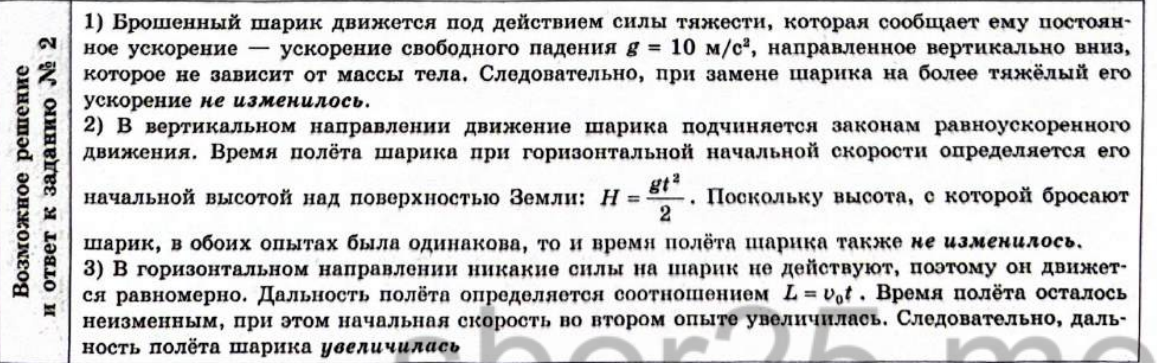 Возможное решение
и ответ к заданию № 2
1) Брошенный шарик движется под действием силы тяжести, которая сообщает ему постоян-
ное ускорение — ускорение свободного падения g = 10 м/с², направленное вертикально вниз,
которое не зависит от массы тела. Следовательно, при замене шарика на более тяжёлый его
ускорение не изменилось.
2) В вертикальном направлении движение шарика подчиняется законам равноускоренного
движения. Время полёта шарика при горизонтальной начальной скорости определяется его
начальной высотой над поверхностью Земли: H = gt²/2. Поскольку высота, с которой бросают
шарик, в обоих опытах была одинакова, то и время полёта шарика также не изменилось.
3) В горизонтальном направлении никакие силы на шарик не действуют, поэтому он движет-
ся равномерно. Дальность полёта определяется соотношением L = v₀t. Время полёта осталось
неизменным, при этом начальная скорость во втором опыте увеличилась. Следовательно, даль-
ность полёта шарика увеличилась